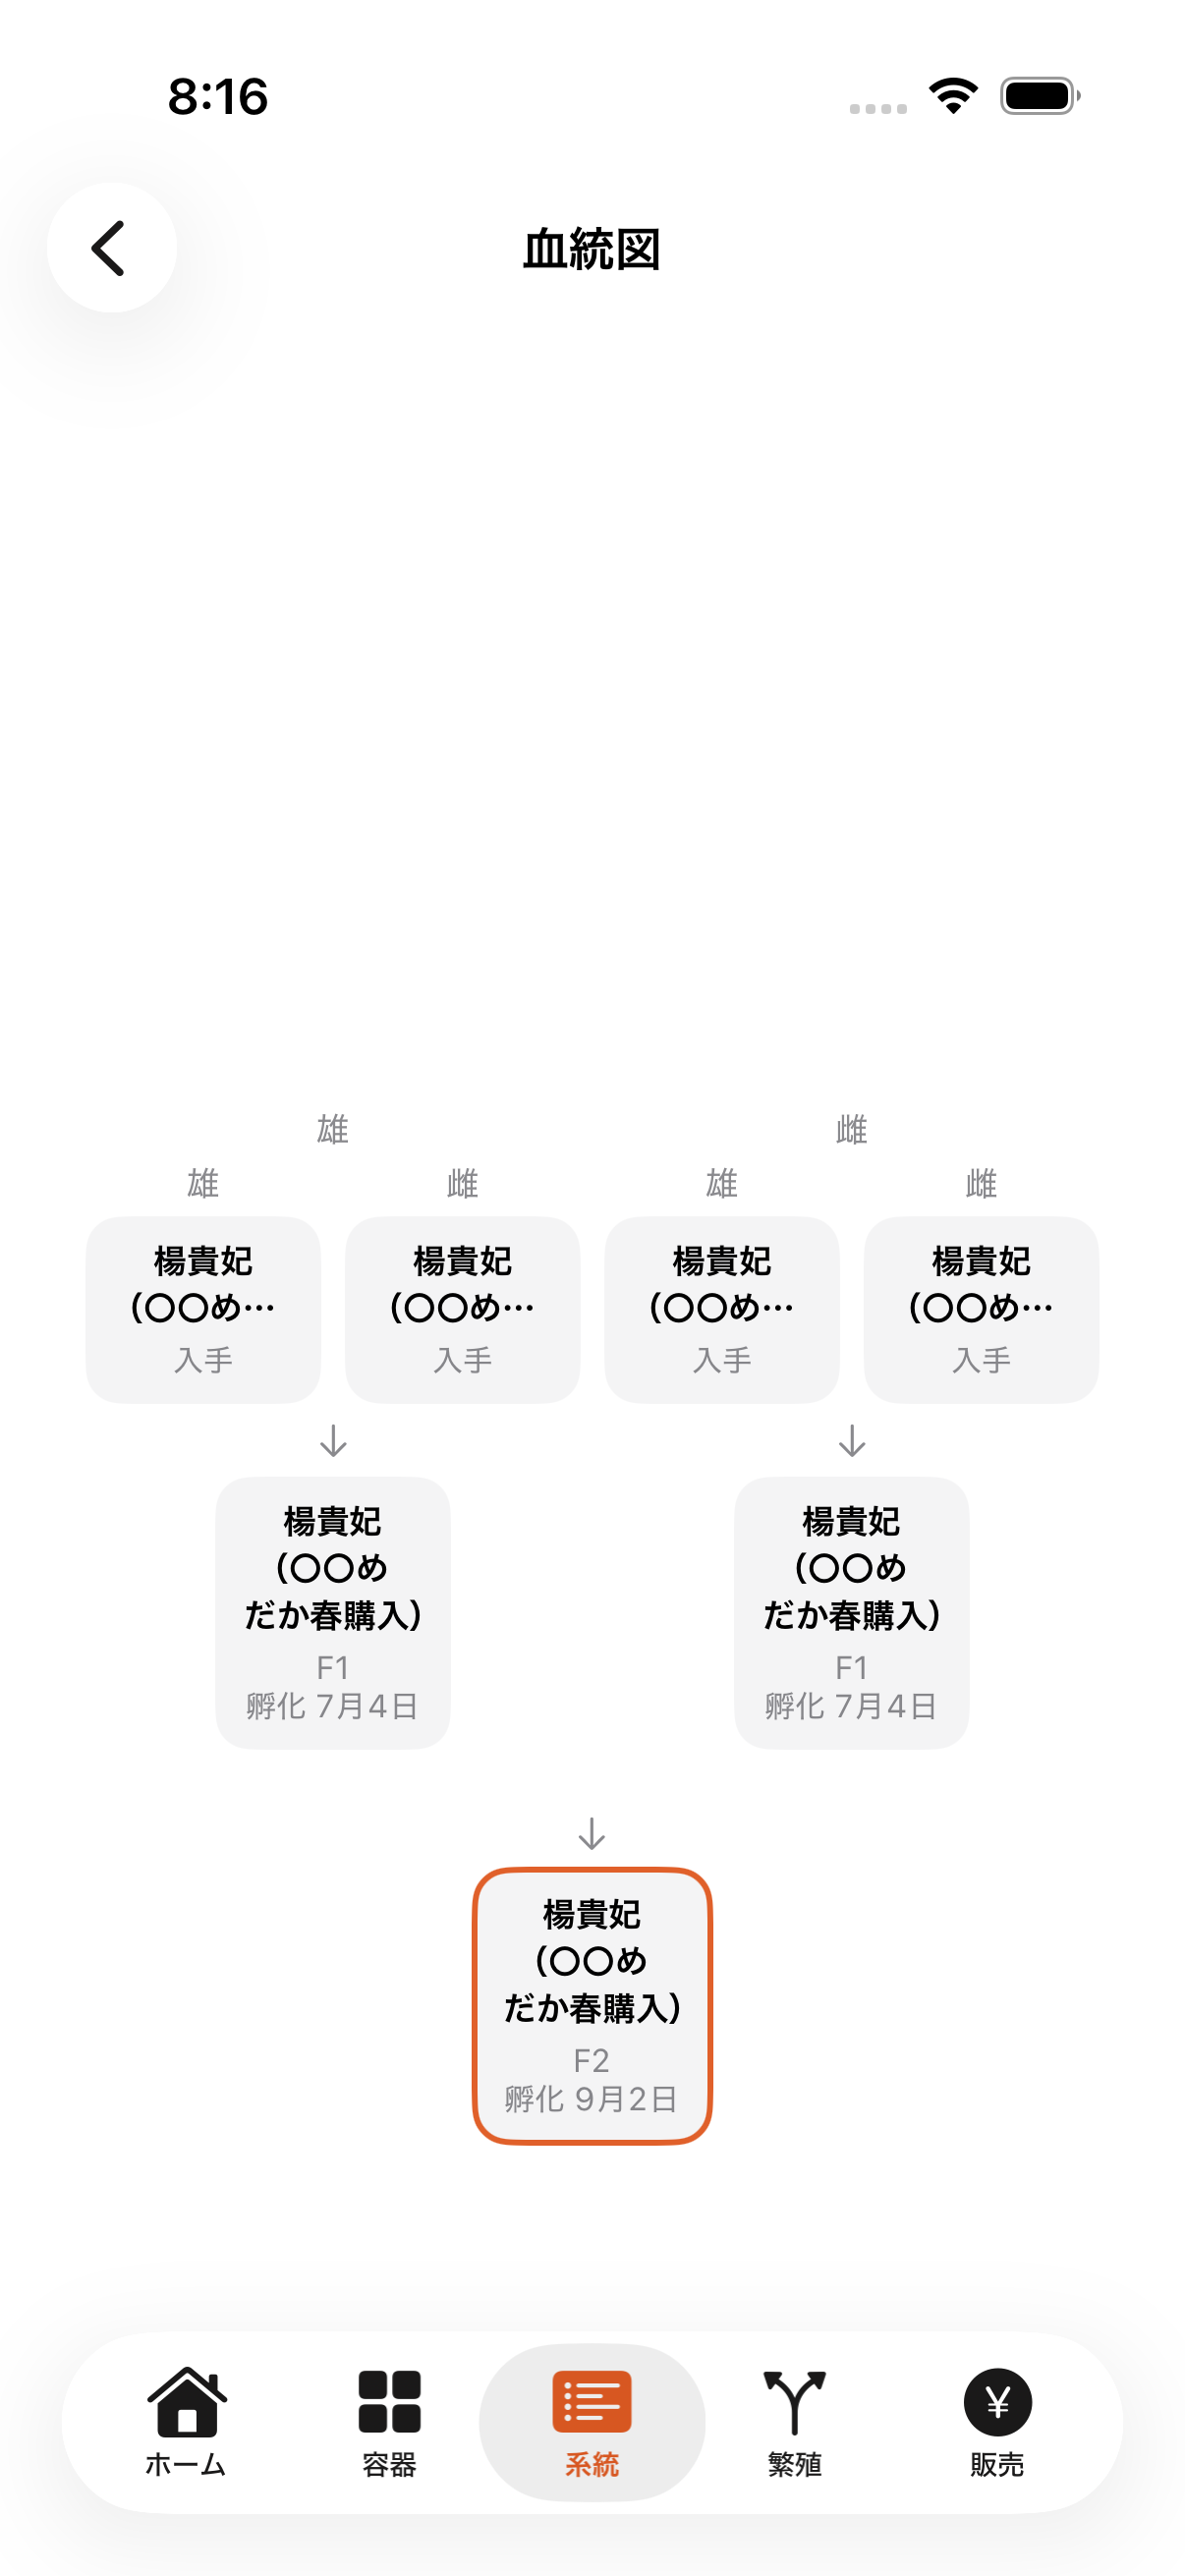 8:16
血統図
雄
雌
雄
雌
雄
雌
楊貴妃
(〇〇め…
入手
楊貴妃
(〇〇め…
入手
楊貴妃
(〇〇め…
入手
楊貴妃
(〇〇め…
入手
楊貴妃
(〇〇め
だか春購入)
F1
孵化 7月4日
楊貴妃
(〇〇め
だか春購入)
F1
孵化 7月4日
楊貴妃
(〇〇め
だか春購入)
F2
孵化 9月2日
ホーム
容器
系統
繁殖
¥
販売